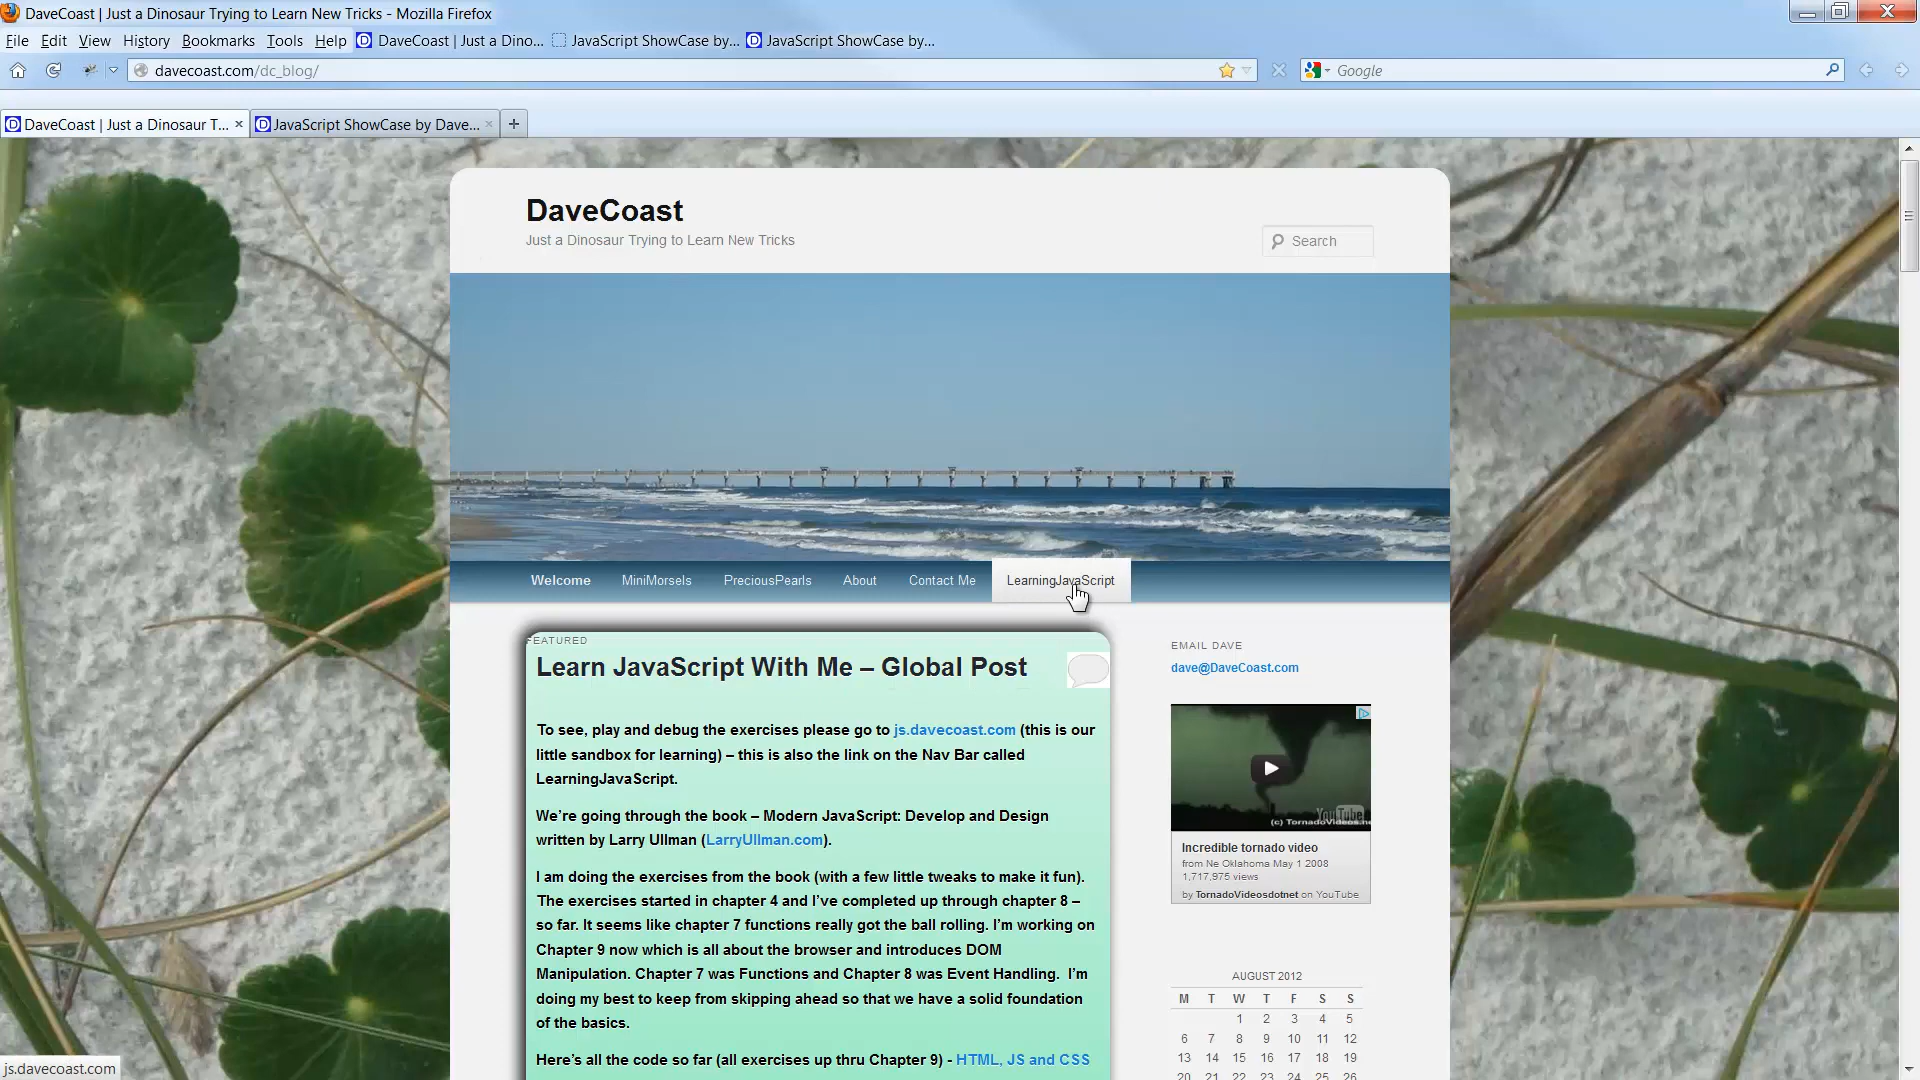 DaveCoast | Just a Dinosaur Trying to Learn New Tricks - Mozilla Firefox
File Edit View History Bookmarks Tools Help DaveCoast | Just a Dino... JavaScript ShowCase by... JavaScript ShowCase by...
davecoast.com/dc_blog/ Google
DaveCoast | Just a Dinosaur T... JavaScript ShowCase by Dave...
DaveCoast
Just a Dinosaur Trying to Learn New Tricks
Search
Welcome MiniMorsels PreciousPearls About Contact Me LearningJavaScript
FEATURED
Learn JavaScript With Me – Global Post
To see, play and debug the exercises please go to js.davecoast.com (this is our
little sandbox for learning) – this is also the link on the Nav Bar called
LearningJavaScript.
We’re going through the book – Modern JavaScript: Develop and Design
written by Larry Ullman (LarryUllman.com).
I am doing the exercises from the book (with a few little tweaks to make it fun).
The exercises started in chapter 4 and I’ve completed up through chapter 8 –
so far. It seems like chapter 7 functions really got the ball rolling. I’m working on
Chapter 9 now which is all about the browser and introduces DOM
Manipulation. Chapter 7 was Functions and Chapter 8 was Event Handling. I’m
doing my best to keep from skipping ahead so that we have a solid foundation
of the basics.
Here’s all the code so far (all exercises up thru Chapter 9) - HTML, JS and CSS
EMAIL DAVE
dave@DaveCoast.com
YouTube
(c) TornadoVideos.ne
Incredible tornado video
from Ne Oklahoma May 1 2008
1,717,975 views
by TornadoVideosdotnet on YouTube
AUGUST 2012
M T W T F S S
1 2 3 4 5
6 7 8 9 10 11 12
13 14 15 16 17 18 19
20 21 22 23 24 25 26
js.davecoast.com